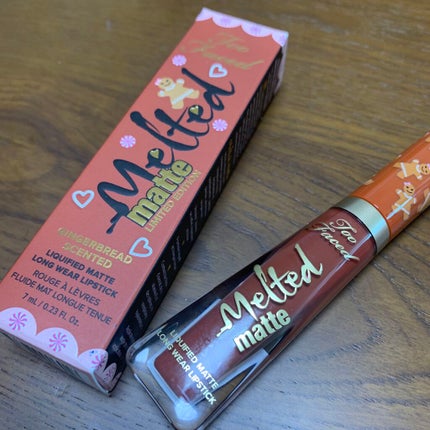 Too
Faced
Melted
matte
LIMITED EDITION
GINGERBREAD
SCENTED
LIQUIFIED MATTE
LONG WEAR LIPSTICK
ROUGE À LÈVRES
FLUIDE MAT LONGUE TENUE
7 mL / 0.23 Fl. Oz.
Too
Faced
Melted
matte
LIQUIFIED MATTE
LONG WEAR LIPSTICK